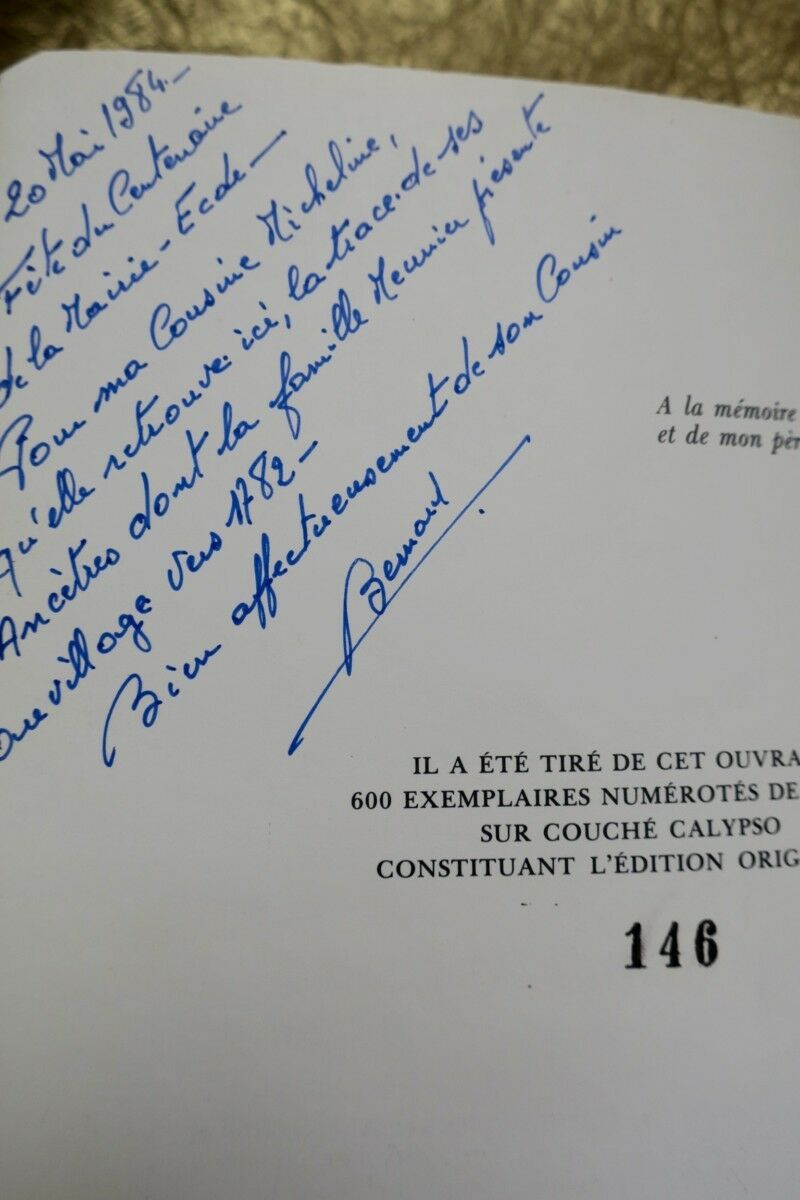 20 Mai 1984.—
Fête du Centenaire
de la Mairie-Ecole—
Pour ma Cousine Micheline,
Qu'elle retrouve ici, la trace de ses
Ancêtres dont la famille Meunier présente
au village vers 1782—
Bien affectueusement de son Cousin
Bernard
A la mémoire
et de mon pèr
IL A ÉTÉ TIRÉ DE CET OUVRA
600 EXEMPLAIRES NUMÉROTÉS DE
SUR COUCHÉ CALYPSO
CONSTITUANT L'ÉDITION ORIG
146